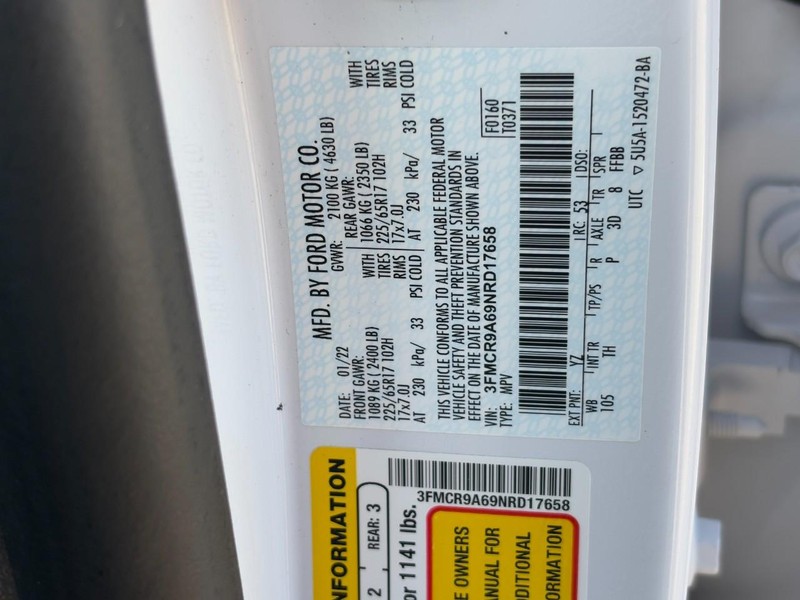 MFD. BY FORD MOTOR CO.
DATE: 01/22
GVWR: 2100 KG ( 4630 LB)
FRONT GAWR: REAR GAWR:
1089 KG ( 2400 LB) WITH 1066 KG ( 2350 LB) WITH
225/65R17 102H TIRES 225/65R17 102H TIRES
17x7.0J RIMS 17x7.0J RIMS
AT 230 kPa/ 33 PSI COLD AT 230 kPa/ 33 PSI COLD
THIS VEHICLE CONFORMS TO ALL APPLICABLE FEDERAL MOTOR
VEHICLE SAFETY AND THEFT PREVENTION STANDARDS IN
EFFECT ON THE DATE OF MANUFACTURE SHOWN ABOVE.
VIN: 3FMCR9A69NRD17658
TYPE: MPV
F0160
T0371
EXT PNT: YZ RC: 53 DSO:
WB INT TR TP/PS R AXLE TR SPR
105 TH P 3D 8 FFBB
UTC ▽ 5U5A-1520472-BA
NFORMATION
2 REAR: 3
or 1141 lbs.
3FMCR9A69NRD17658
E OWNERS
ANUAL FOR
DITIONAL
ORMATION